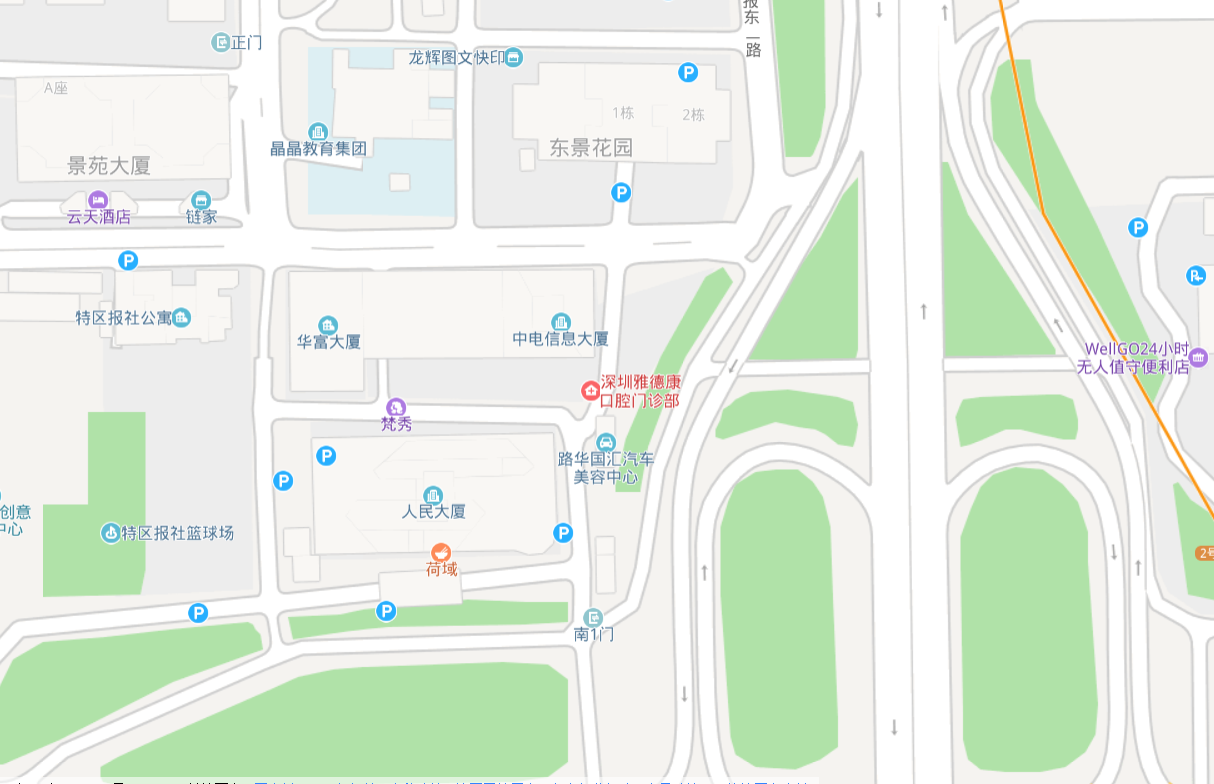 报东一路
正门
龙辉图文快印
A座
1栋
2栋
晶晶教育集团
东景花园
景苑大厦
云天酒店
链家
特区报社公寓
华富大厦
中电信息大厦
WellGO24小时
无人值守便利店
深圳雅德康
口腔门诊部
梵秀
路华国汇汽车
美容中心
人民大厦
创意
中心
特区报社篮球场
荷域
2号
南1门